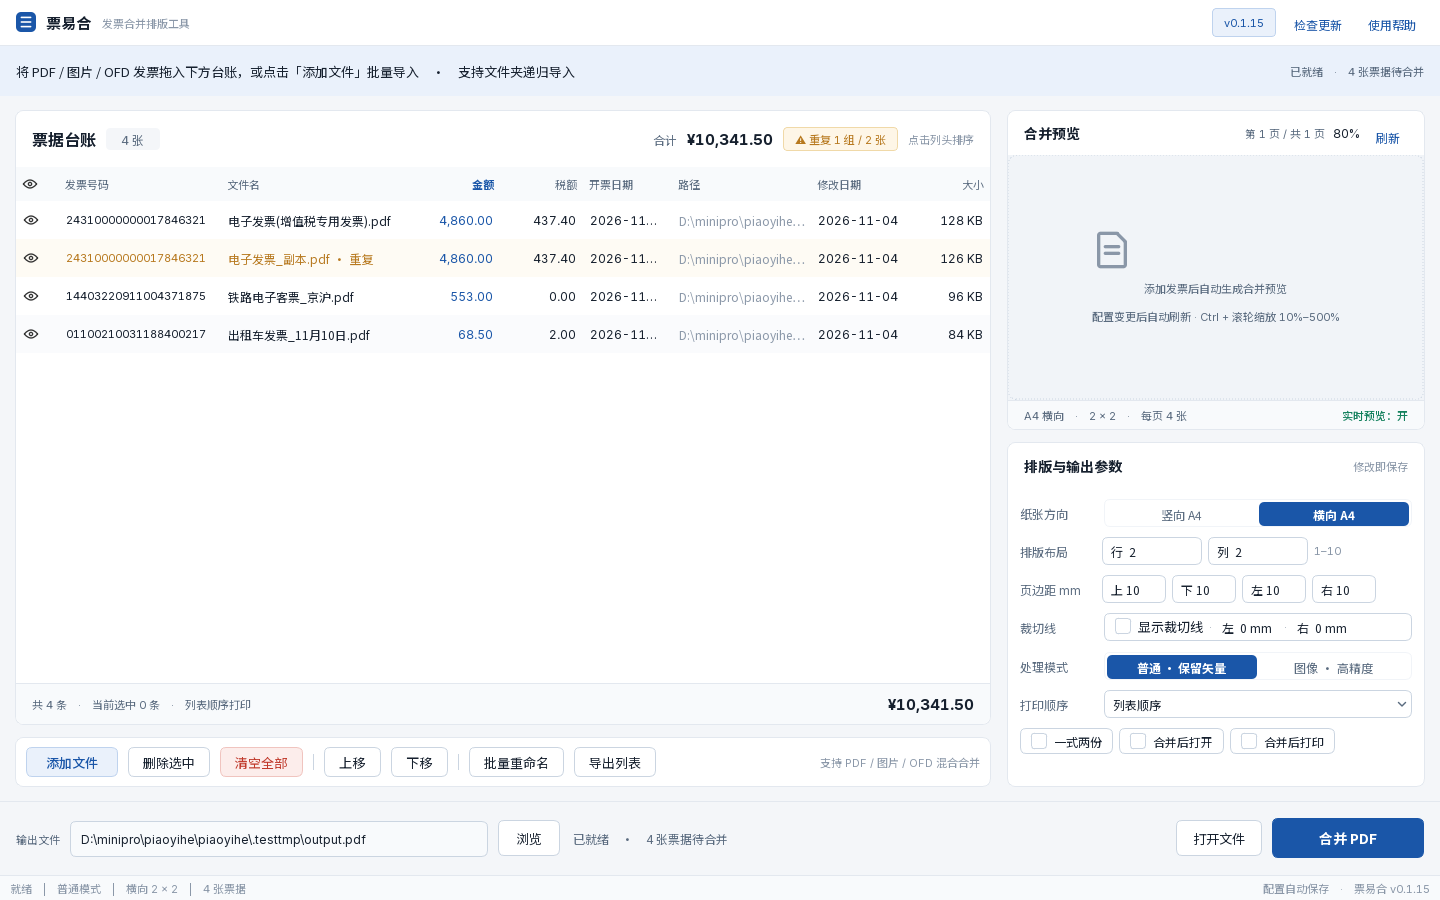 票易合 发票合并排版工具 v0.1.15 检查更新 使用帮助
将 PDF / 图片 / OFD 发票拖入下方台账，或点击「添加文件」批量导入 • 支持文件夹递归导入 已就绪 · 4 张票据待合并
票据台账 4 张 合计 ¥10,341.50 ⚠ 重复 1 组 / 2 张 点击列头排序
发票号码 文件名 金额 税额 开票日期 路径 修改日期 大小
24310000000017846321 电子发票(增值税专用发票).pdf 4,860.00 437.40 2026-11... D:\minipro\piaoyihe... 2026-11-04 128 KB
24310000000017846321 电子发票_副本.pdf • 重复 4,860.00 437.40 2026-11... D:\minipro\piaoyihe... 2026-11-04 126 KB
14403220911004371875 铁路电子客票_京沪.pdf 553.00 0.00 2026-11... D:\minipro\piaoyihe... 2026-11-04 96 KB
01100210031188400217 出租车发票_11月10日.pdf 68.50 2.00 2026-11... D:\minipro\piaoyihe... 2026-11-04 84 KB
共 4 条 · 当前选中 0 条 · 列表顺序打印 ¥10,341.50
添加文件 删除选中 清空全部 上移 下移 批量重命名 导出列表 支持 PDF / 图片 / OFD 混合合并
合并预览 第 1 页 / 共 1 页 80% 刷新
添加发票后自动生成合并预览
配置变更后自动刷新 · Ctrl + 滚轮缩放 10%–500%
A4 横向 · 2 × 2 · 每页 4 张 实时预览：开
排版与输出参数 修改即保存
纸张方向 竖向 A4 横向 A4
排版布局 行 2 列 2 1–10
页边距 mm 上 10 下 10 左 10 右 10
裁切线 显示裁切线 · 左 0 mm · 右 0 mm
处理模式 普通 • 保留矢量 图像 • 高精度
打印顺序 列表顺序
一式两份 合并后打开 合并后打印
输出文件 D:\minipro\piaoyihe\piaoyihe\.testtmp\output.pdf 浏览 已就绪 • 4 张票据待合并 打开文件 合并 PDF
就绪 普通模式 横向 2 × 2 4 张票据 配置自动保存 · 票易合 v0.1.15